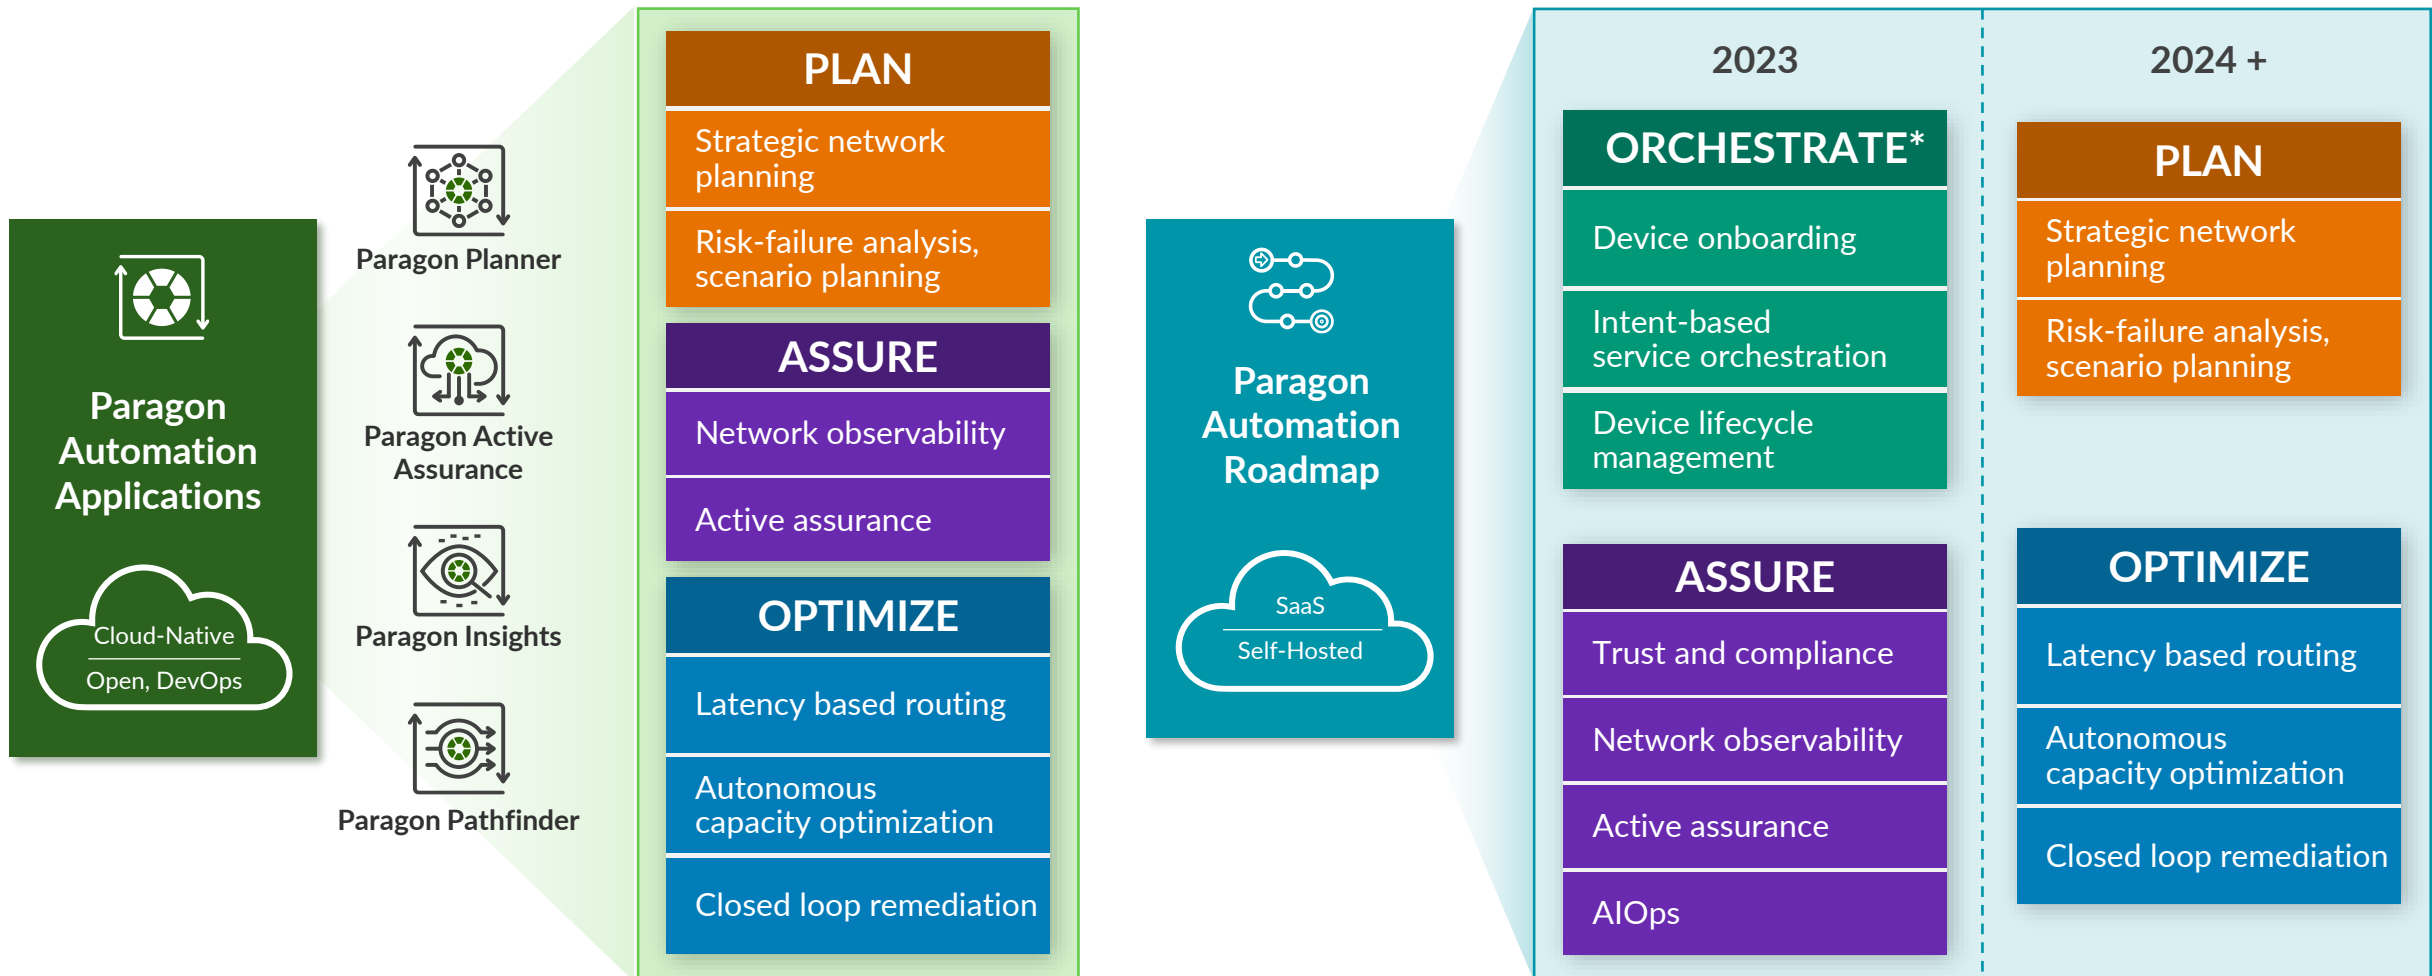 Paragon
Automation
Applications
Cloud-Native
Open, DevOps
Paragon Planner
Paragon Active
Assurance
Paragon Insights
Paragon Pathfinder
PLAN
Strategic network
planning
Risk-failure analysis,
scenario planning
ASSURE
Network observability
Active assurance
OPTIMIZE
Latency based routing
Autonomous
capacity optimization
Closed loop remediation
Paragon
Automation
Roadmap
SaaS
Self-Hosted
2023
ORCHESTRATE*
Device onboarding
Intent-based
service orchestration
Device lifecycle
management
ASSURE
Trust and compliance
Network observability
Active assurance
AIOps
2024 +
PLAN
Strategic network
planning
Risk-failure analysis,
scenario planning
OPTIMIZE
Latency based routing
Autonomous
capacity optimization
Closed loop remediation